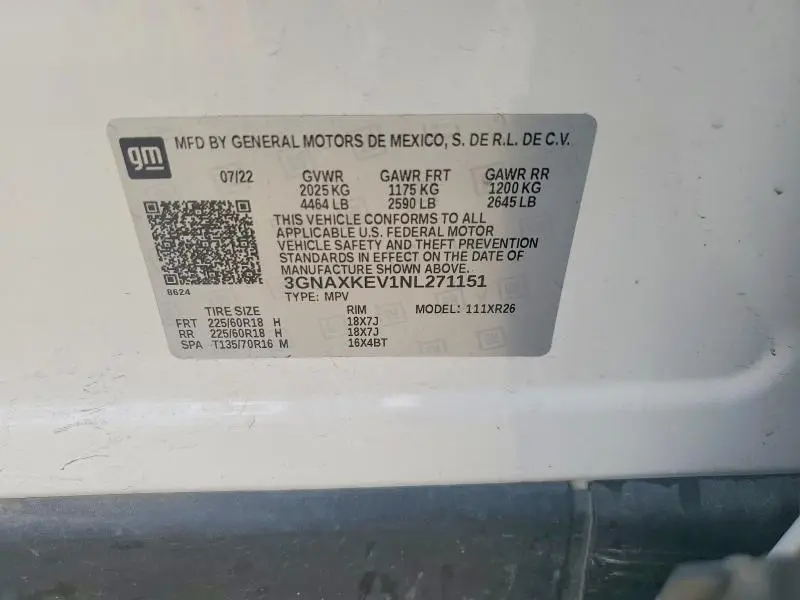 gm MFD BY GENERAL MOTORS DE MEXICO, S. DE R.L. DE C.V.
07/22 GVWR GAWR FRT GAWR RR
2025 KG 1175 KG 1200 KG
4464 LB 2590 LB 2645 LB
THIS VEHICLE CONFORMS TO ALL
APPLICABLE U.S. FEDERAL MOTOR
VEHICLE SAFETY AND THEFT PREVENTION
STANDARDS IN EFFECT ON THE DATE OF
MANUFACTURE SHOWN ABOVE.
8624
3GNAXKEV1NL271151
TYPE: MPV
TIRE SIZE RIM MODEL: 111XR26
FRT 225/60R18 H 18X7J
RR 225/60R18 H 18X7J
SPA T135/70R16 M 16X4BT